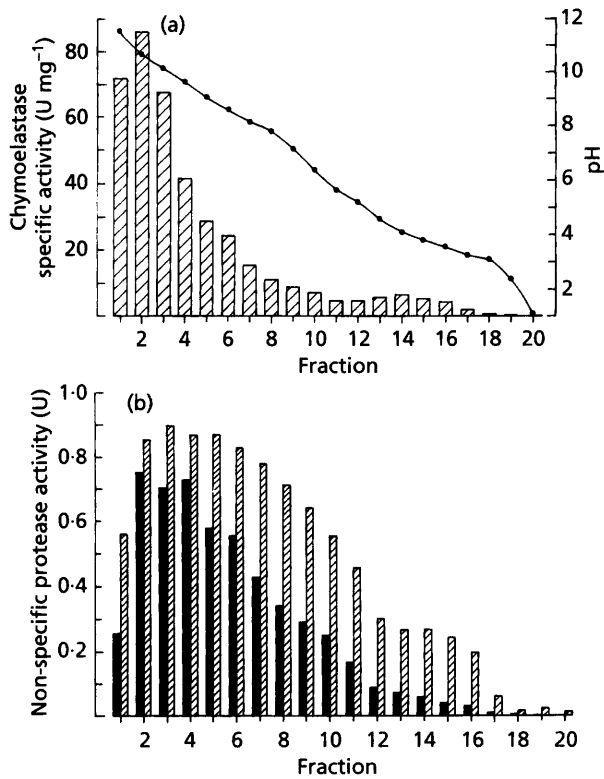 (a)
Chymoelastase
specific activity (U mg⁻¹)
80
60
40
20
12
10
8
6
4
2
pH
2 4 6 8 10 12 14 16 18 20
Fraction
(b)
Non-specific protease activity (U)
1·0
0·8
0·6
0·4
0·2
2 4 6 8 10 12 14 16 18 20
Fraction